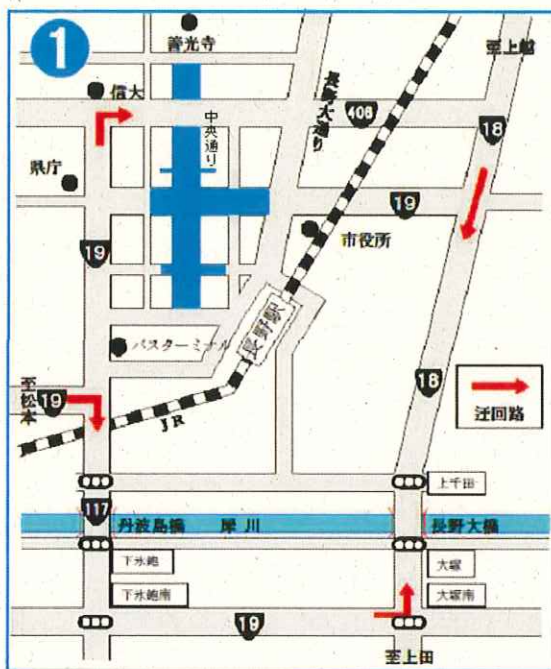 1
善光寺
至上越
信大
中央通り
長野大通り
406
18
県庁
19
19
市役所
長野駅
バスターミナル
至松本
19
JR
18
迂回路
上千田
117
丹波島橋
犀川
長野大橋
下氷鉋
大塚
下氷鉋南
大塚南
19
至上田